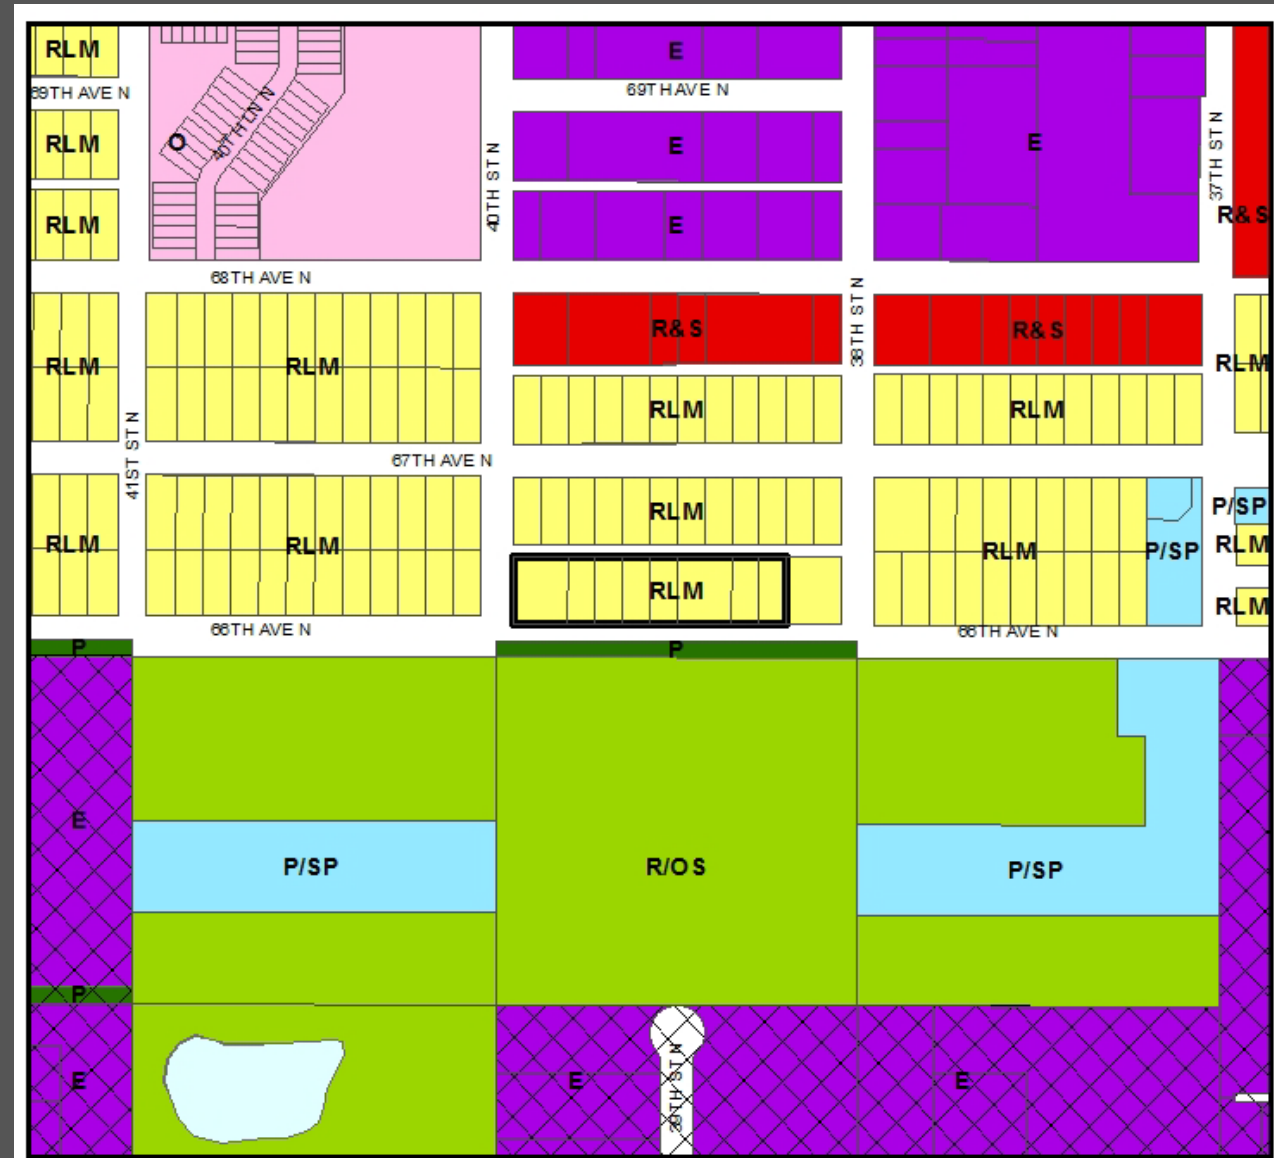 RLM
E
69TH AVE N
69TH AVE N
O
40TH LN N
RLM
E
E
40TH ST N
37TH ST N
RLM
E
R&S
68TH AVE N
38TH ST N
RLM
RLM
R&S
R&S
RLM
RLM
RLM
41ST ST N
67TH AVE N
RLM
P/SP
RLM
RLM
RLM
P/SP
RLM
RLM
RLM
66TH AVE N
66TH AVE N
P
P
E
P/SP
R/OS
P/SP
P
E
E
39TH ST N
E